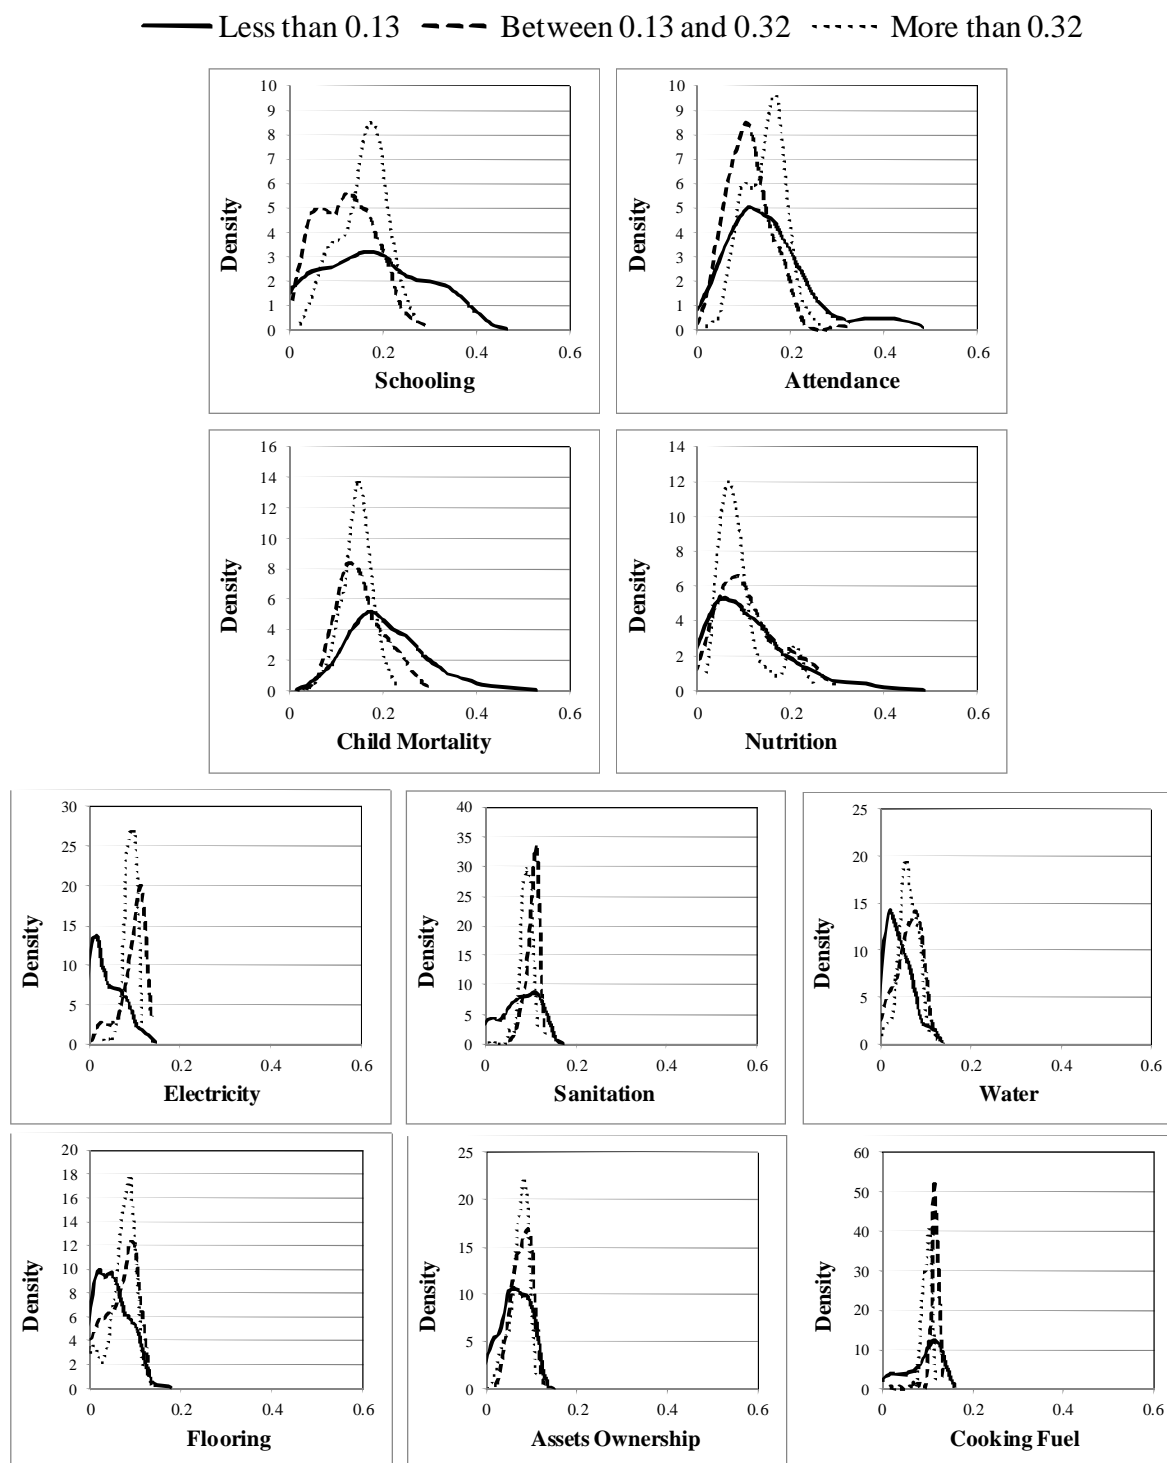 Less than 0.13 Between 0.13 and 0.32 More than 0.32
10
9
8
7
6
5
4
3
2
1
0
Density
0 0.2 0.4 0.6
Schooling
10
9
8
7
6
5
4
3
2
1
0
Density
0 0.2 0.4 0.6
Attendance
16
14
12
10
8
6
4
2
0
Density
0 0.2 0.4 0.6
Child Mortality
14
12
10
8
6
4
2
0
Density
0 0.2 0.4 0.6
Nutrition
30
25
20
15
10
5
0
Density
0 0.2 0.4 0.6
Electricity
40
35
30
25
20
15
10
5
0
Density
0 0.2 0.4 0.6
Sanitation
25
20
15
10
5
0
Density
0 0.2 0.4 0.6
Water
20
18
16
14
12
10
8
6
4
2
0
Density
0 0.2 0.4 0.6
Flooring
25
20
15
10
5
0
Density
0 0.2 0.4 0.6
Assets Ownership
60
50
40
30
20
10
0
Density
0 0.2 0.4 0.6
Cooking Fuel